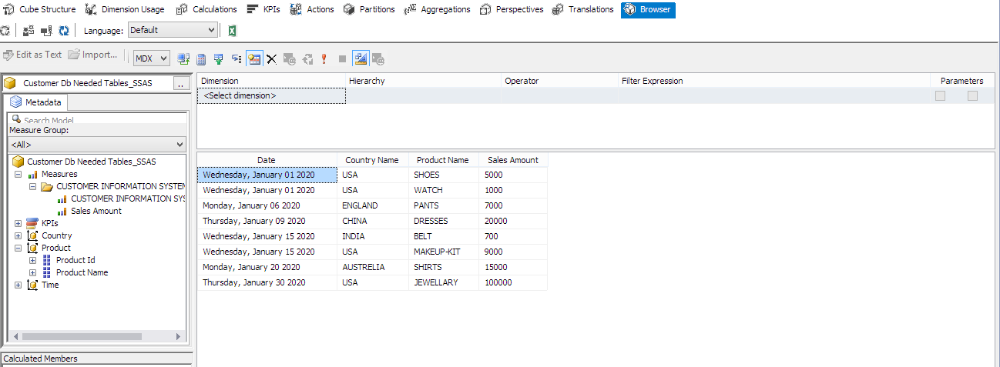 Cube Structure Dimension Usage Calculations KPIs Actions Partitions Aggregations Perspectives Translations Browser
Language: Default
Edit as Text Import... MDX
Customer Db Needed Tables_SSAS ..
Metadata
Search Model
Measure Group:
<All>
Customer Db Needed Tables_SSAS
Measures
CUSTOMER INFORMATION SYSTEM
CUSTOMER INFORMATION SYS
Sales Amount
KPIs
Country
Product
Product Id
Product Name
Time
Calculated Members
Dimension Hierarchy Operator Filter Expression Parameters
<Select dimension>
Date Country Name Product Name Sales Amount
Wednesday, January 01 2020 USA SHOES 5000
Wednesday, January 01 2020 USA WATCH 1000
Monday, January 06 2020 ENGLAND PANTS 7000
Thursday, January 09 2020 CHINA DRESSES 20000
Wednesday, January 15 2020 INDIA BELT 700
Wednesday, January 15 2020 USA MAKEUP-KIT 9000
Monday, January 20 2020 AUSTRELIA SHIRTS 15000
Thursday, January 30 2020 USA JEWELLARY 100000